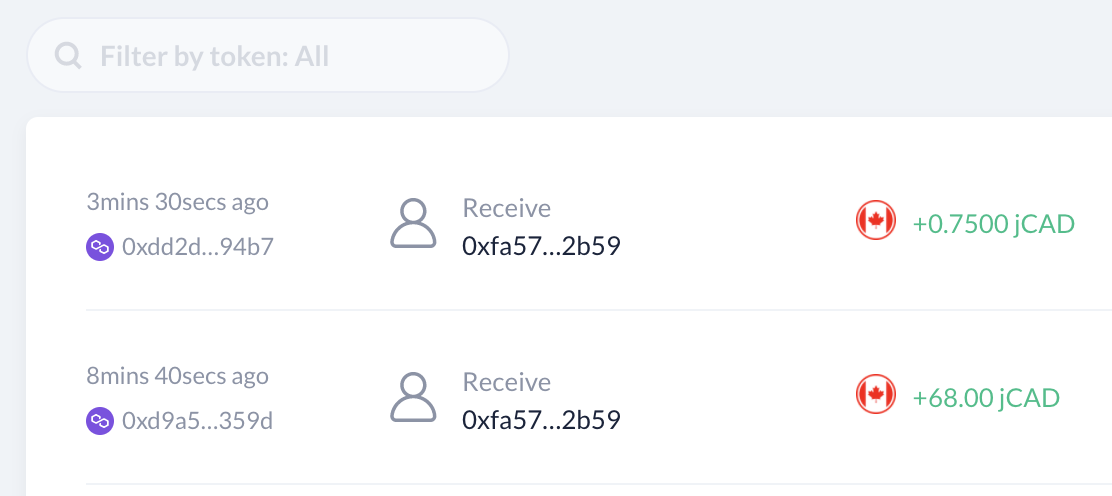 Filter by token: All
3mins 30secs ago
Receive
0xdd2d...94b7
0xfa57...2b59
+0.7500 jCAD
8mins 40secs ago
Receive
0xd9a5...359d
0xfa57...2b59
+68.00 jCAD